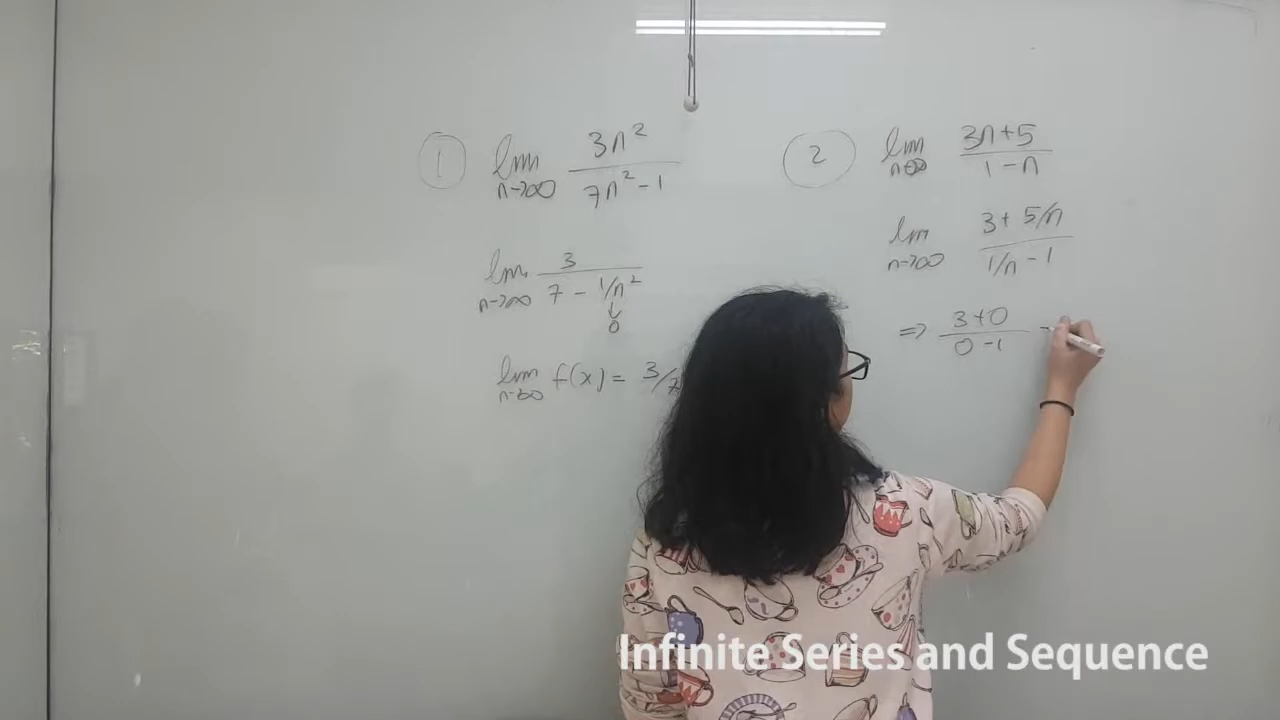 1 lim n→∞ 3n² / 7n² - 1
lim n→∞ 3 / 7 - 1/n²
↓
0
lim n→∞ f(x) = 3/7
2 lim n→∞ 3n+5 / 1-n
lim n→∞ 3 + 5/n / 1/n - 1
⇒ 3+0 / 0-1
Infinite Series and Sequence